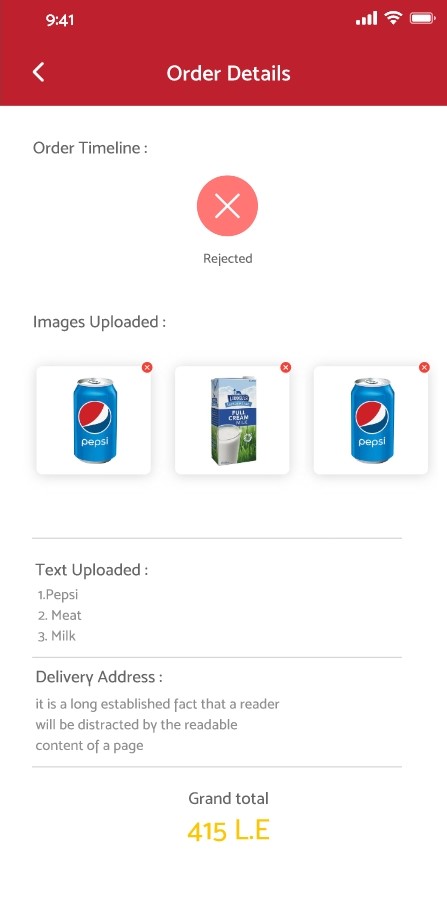 9:41
Order Details
Order Timeline :
Rejected
Images Uploaded :
pepsi
FULL
CREAM
MILK
pepsi
Text Uploaded :
1.Pepsi
2. Meat
3. Milk
Delivery Address :
it is a long established fact that a reader
will be distracted by the readable
content of a page
Grand total
415 L.E